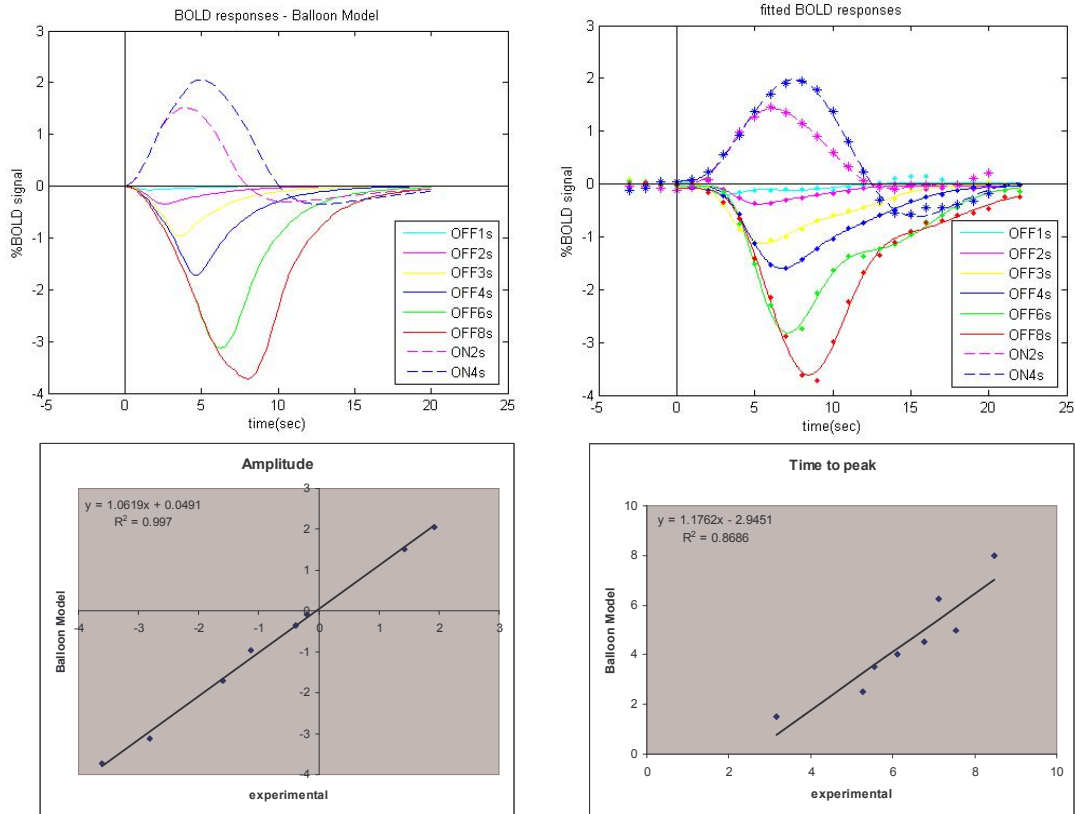 BOLD responses - Balloon Model
3
2
1
0
-1
-2
-3
-4
%BOLD signal
-5 0 5 10 15 20 25
time(sec)
OFF1s
OFF2s
OFF3s
OFF4s
OFF6s
OFF8s
ON2s
ON4s
fitted BOLD responses
3
2
1
0
-1
-2
-3
-4
%BOLD signal
-5 0 5 10 15 20 25
time(sec)
OFF1s
OFF2s
OFF3s
OFF4s
OFF6s
OFF8s
ON2s
ON4s
Amplitude
y = 1.0619x + 0.0491
R² = 0.997
3
2
1
0
-1
-2
-3
-4
-4 -3 -2 -1 0 1 2 3
Balloon Model
experimental
Time to peak
y = 1.1762x - 2.9451
R² = 0.8686
10
8
6
4
2
0
0 2 4 6 8 10
Balloon Model
experimental